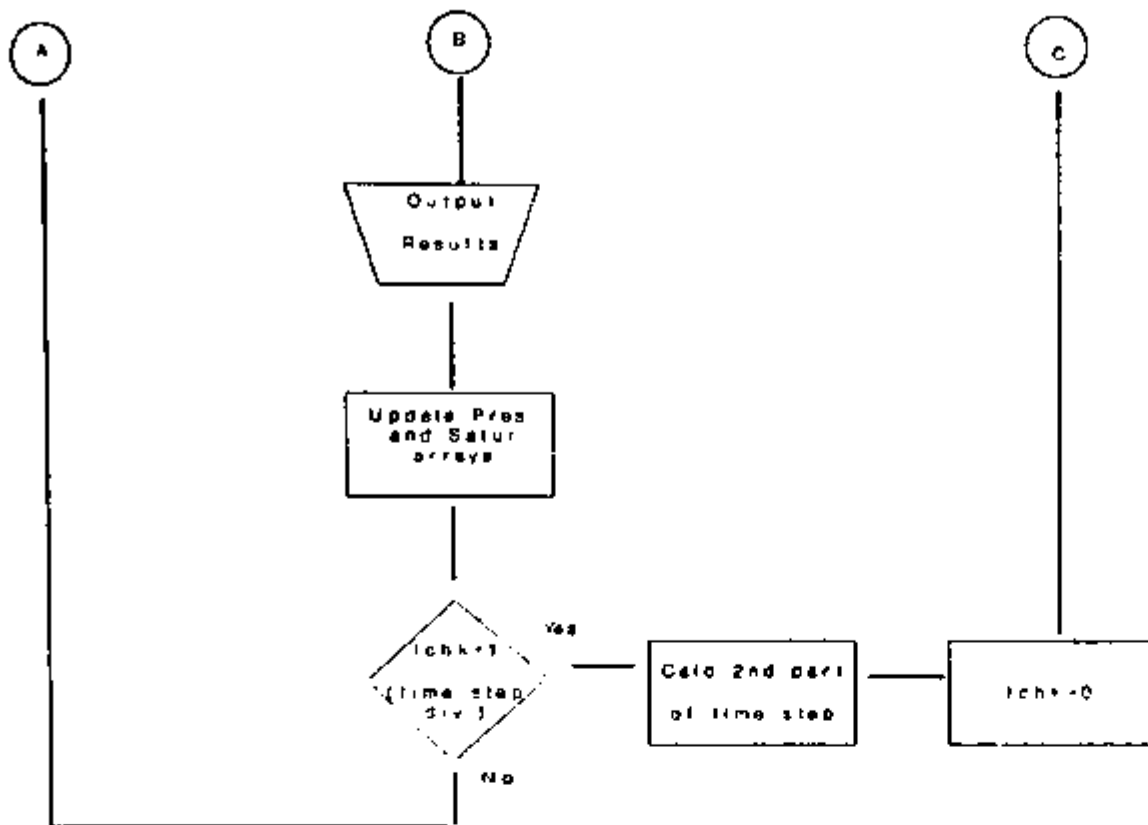 A
B
C
Output
Results
Update Pres
and Satur
arrays
Yes
Ichk=1
(time step
div.)
Calc 2nd part
of time step
Ichk=0
No